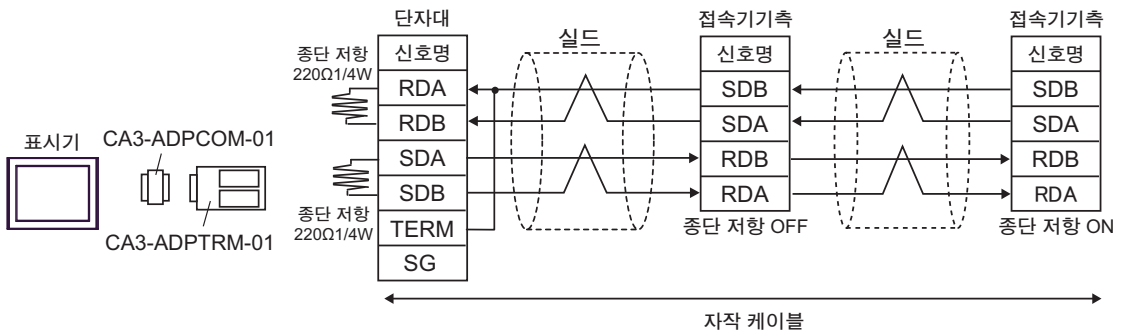 표시기
CA3-ADPCOM-01
CA3-ADPTRM-01
종단 저항
220Ω1/4W
종단 저항
220Ω1/4W
단자대
신호명
RDA
RDB
SDA
SDB
TERM
SG
실드
접속기기측
신호명
SDB
SDA
RDB
RDA
종단 저항 OFF
실드
접속기기측
신호명
SDB
SDA
RDB
RDA
종단 저항 ON
자작 케이블